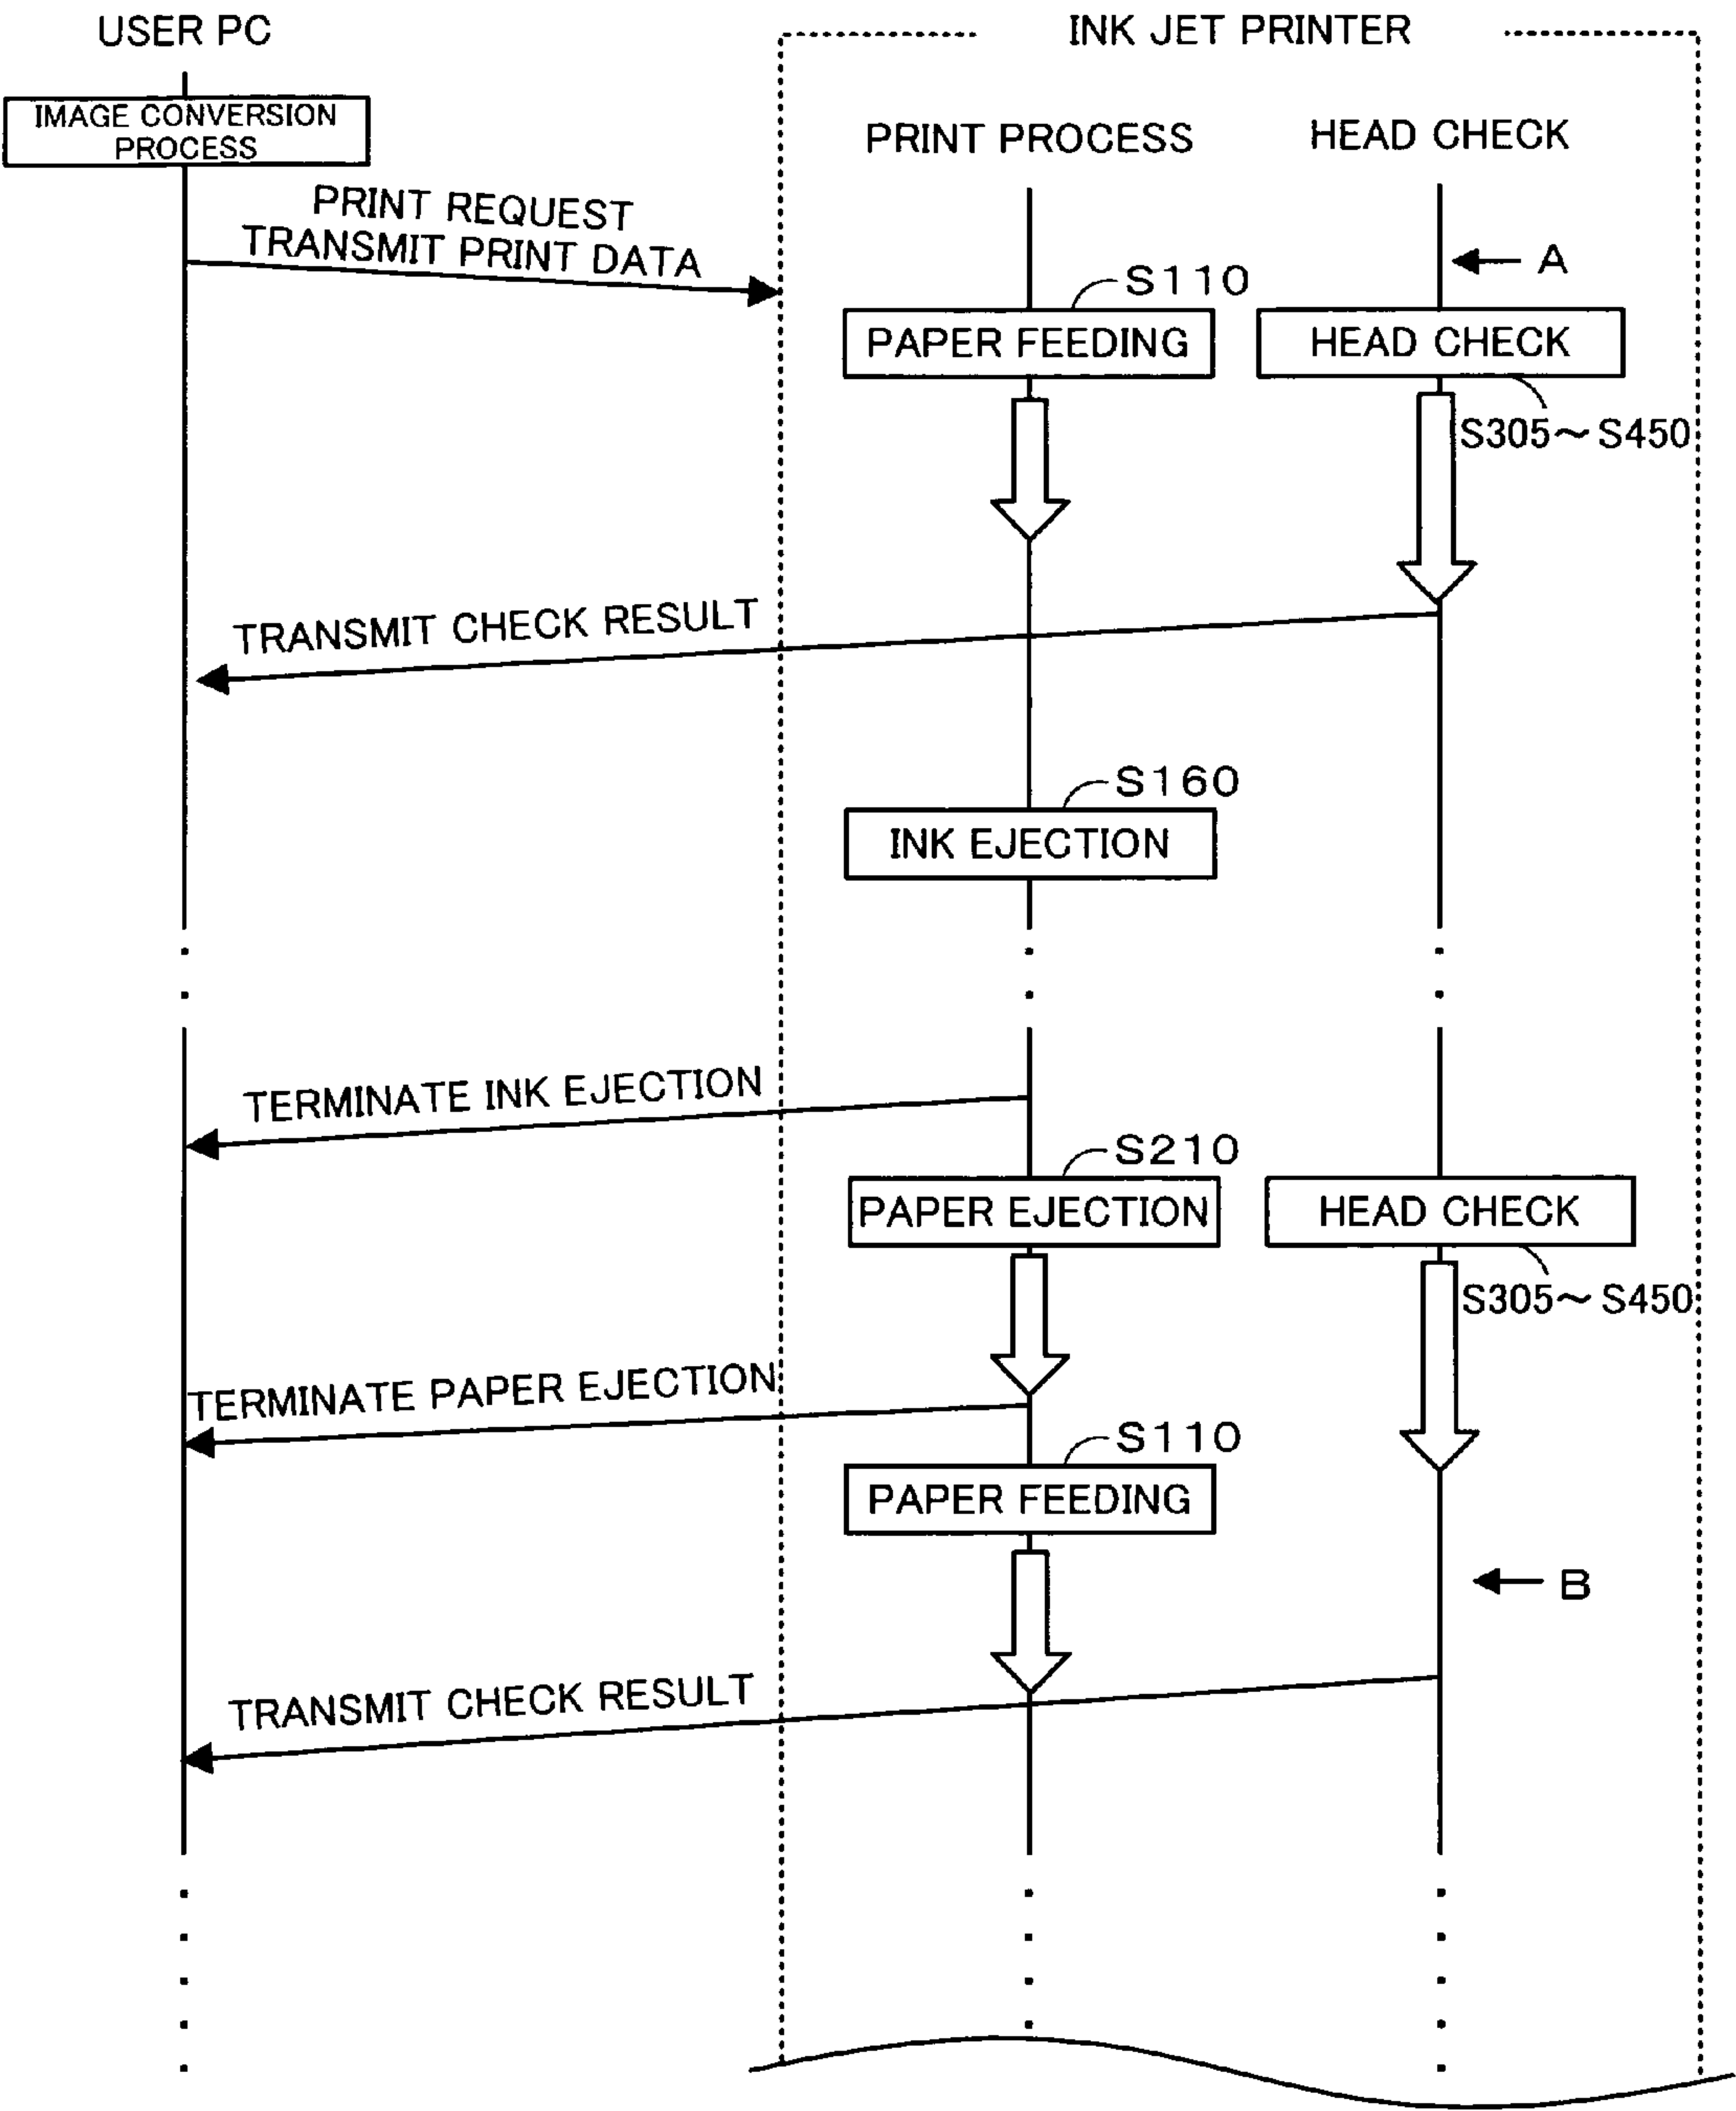 USER PC
INK JET PRINTER
IMAGE CONVERSION
PROCESS
PRINT PROCESS
HEAD CHECK
PRINT REQUEST
TRANSMIT PRINT DATA
A
S110
PAPER FEEDING
HEAD CHECK
S305～S450
TRANSMIT CHECK RESULT
S160
INK EJECTION
TERMINATE INK EJECTION
S210
PAPER EJECTION
HEAD CHECK
S305～S450
TERMINATE PAPER EJECTION
S110
PAPER FEEDING
B
TRANSMIT CHECK RESULT